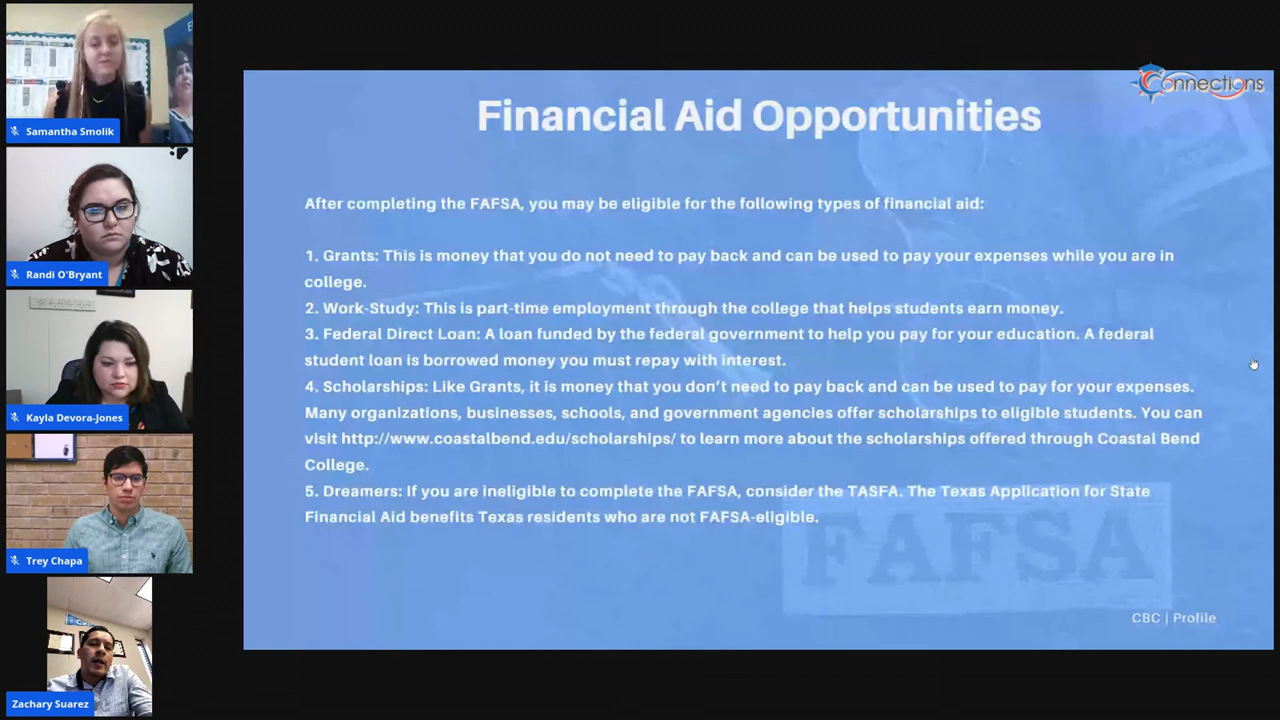 Samantha Smolik
Randi O'Bryant
Kayla Devora-Jones
Trey Chapa
Zachary Suarez
Connections
Financial Aid Opportunities
After completing the FAFSA, you may be eligible for the following types of financial aid:
1. Grants: This is money that you do not need to pay back and can be used to pay your expenses while you are in
college.
2. Work-Study: This is part-time employment through the college that helps students earn money.
3. Federal Direct Loan: A loan funded by the federal government to help you pay for your education. A federal
student loan is borrowed money you must repay with interest.
4. Scholarships: Like Grants, it is money that you don’t need to pay back and can be used to pay for your expenses.
Many organizations, businesses, schools, and government agencies offer scholarships to eligible students. You can
visit http://www.coastalbend.edu/scholarships/ to learn more about the scholarships offered through Coastal Bend
College.
5. Dreamers: If you are ineligible to complete the FAFSA, consider the TASFA. The Texas Application for State
Financial Aid benefits Texas residents who are not FAFSA-eligible.
FAFSA
CBC | Profile